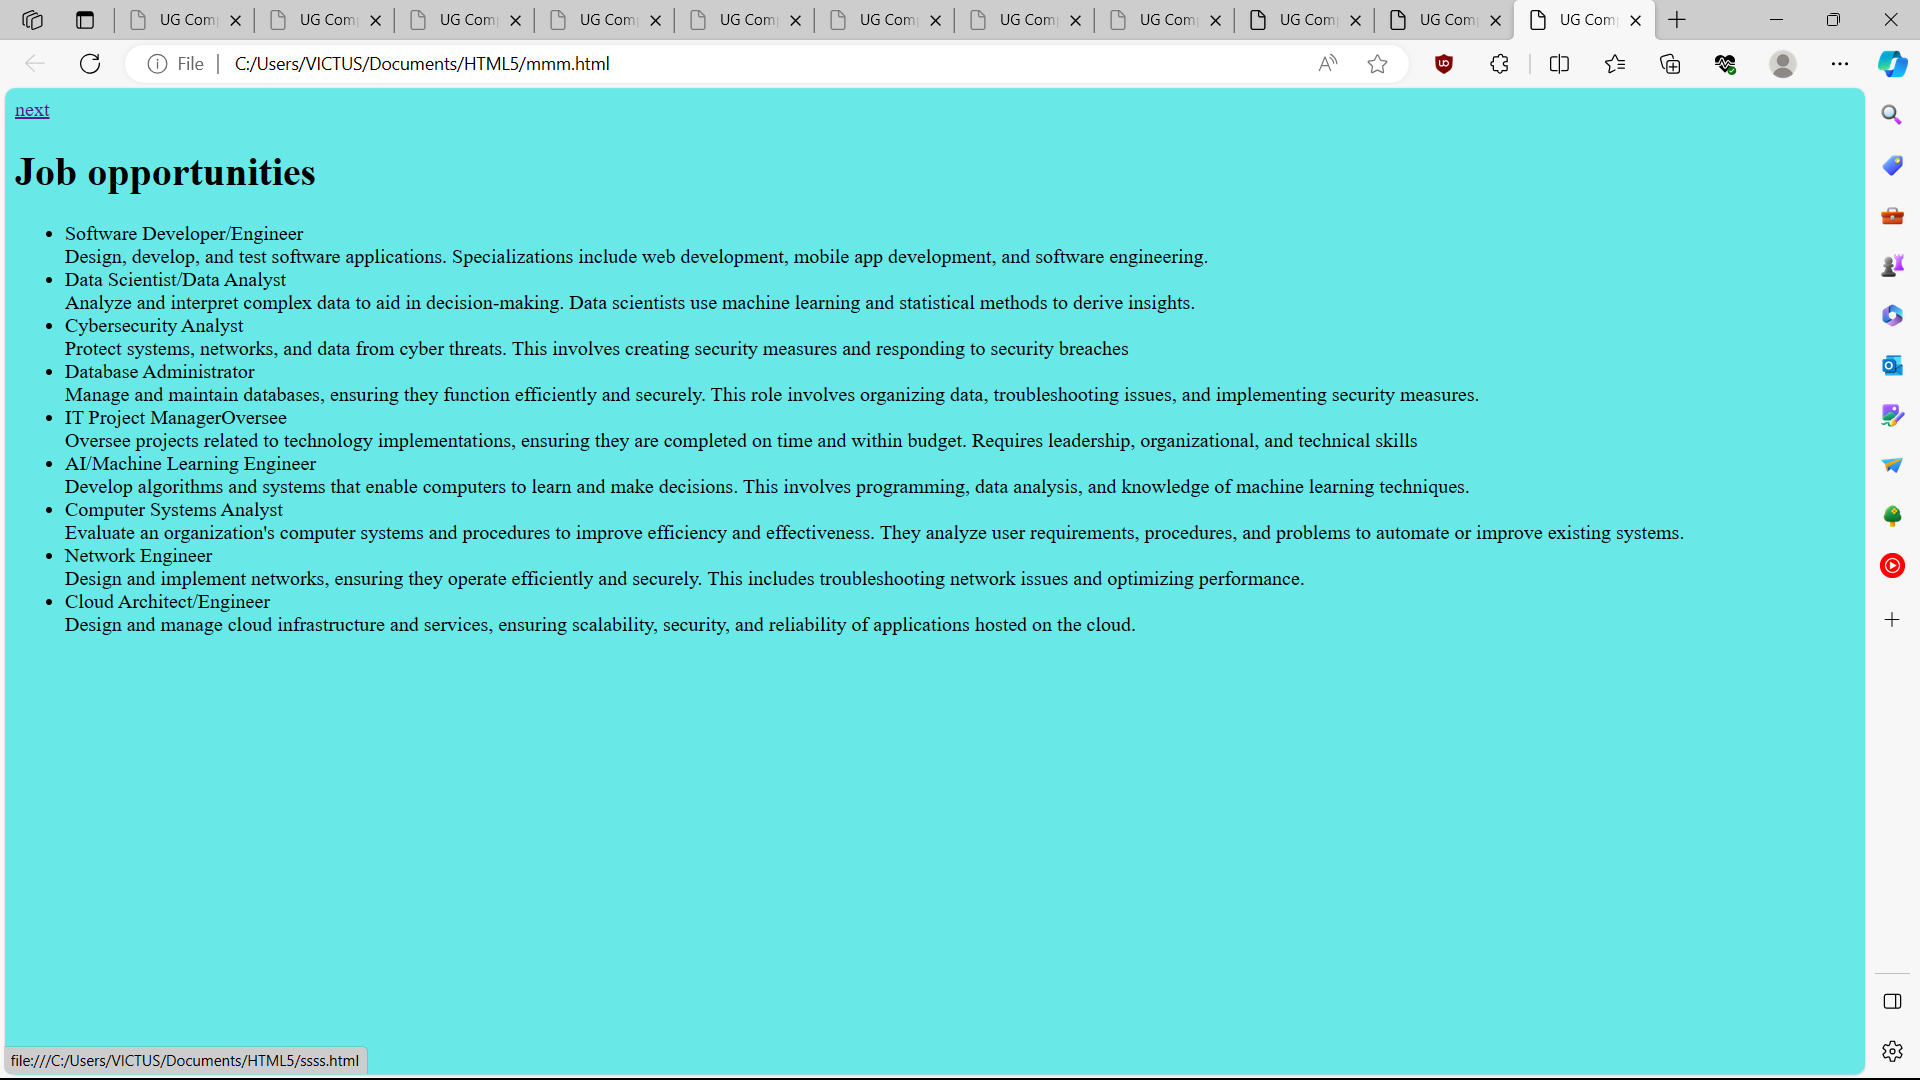 UG Com UG Com UG Com UG Com UG Com UG Com UG Com UG Com UG Com UG Com UG Com
File C:/Users/VICTUS/Documents/HTML5/mmm.html
next
Job opportunities
Software Developer/Engineer
Design, develop, and test software applications. Specializations include web development, mobile app development, and software engineering.
Data Scientist/Data Analyst
Analyze and interpret complex data to aid in decision-making. Data scientists use machine learning and statistical methods to derive insights.
Cybersecurity Analyst
Protect systems, networks, and data from cyber threats. This involves creating security measures and responding to security breaches
Database Administrator
Manage and maintain databases, ensuring they function efficiently and securely. This role involves organizing data, troubleshooting issues, and implementing security measures.
IT Project ManagerOversee
Oversee projects related to technology implementations, ensuring they are completed on time and within budget. Requires leadership, organizational, and technical skills
AI/Machine Learning Engineer
Develop algorithms and systems that enable computers to learn and make decisions. This involves programming, data analysis, and knowledge of machine learning techniques.
Computer Systems Analyst
Evaluate an organization's computer systems and procedures to improve efficiency and effectiveness. They analyze user requirements, procedures, and problems to automate or improve existing systems.
Network Engineer
Design and implement networks, ensuring they operate efficiently and securely. This includes troubleshooting network issues and optimizing performance.
Cloud Architect/Engineer
Design and manage cloud infrastructure and services, ensuring scalability, security, and reliability of applications hosted on the cloud.
file:///C:/Users/VICTUS/Documents/HTML5/ssss.html